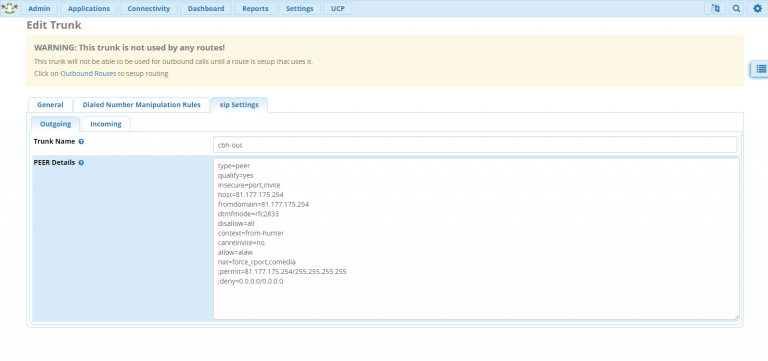 Admin Applications Connectivity Dashboard Reports Settings UCP
Edit Trunk
WARNING: This trunk is not used by any routes!
This trunk will not be able to be used for outbound calls until a route is setup that uses it.
Click on Outbound Routes to setup routing.
General Dialed Number Manipulation Rules sip Settings
Outgoing Incoming
Trunk Name
cbh-out
PEER Details
type=peer
qualify=yes
insecure=port,invite
host=81.177.175.254
fromdomain=81.177.175.254
dtmfmode=rfc2833
disallow=all
context=from-hunter
canreinvite=no
allow=alaw
nat=force_rport,comedia
;permit=81.177.175.254/255.255.255.255
;deny=0.0.0.0/0.0.0.0